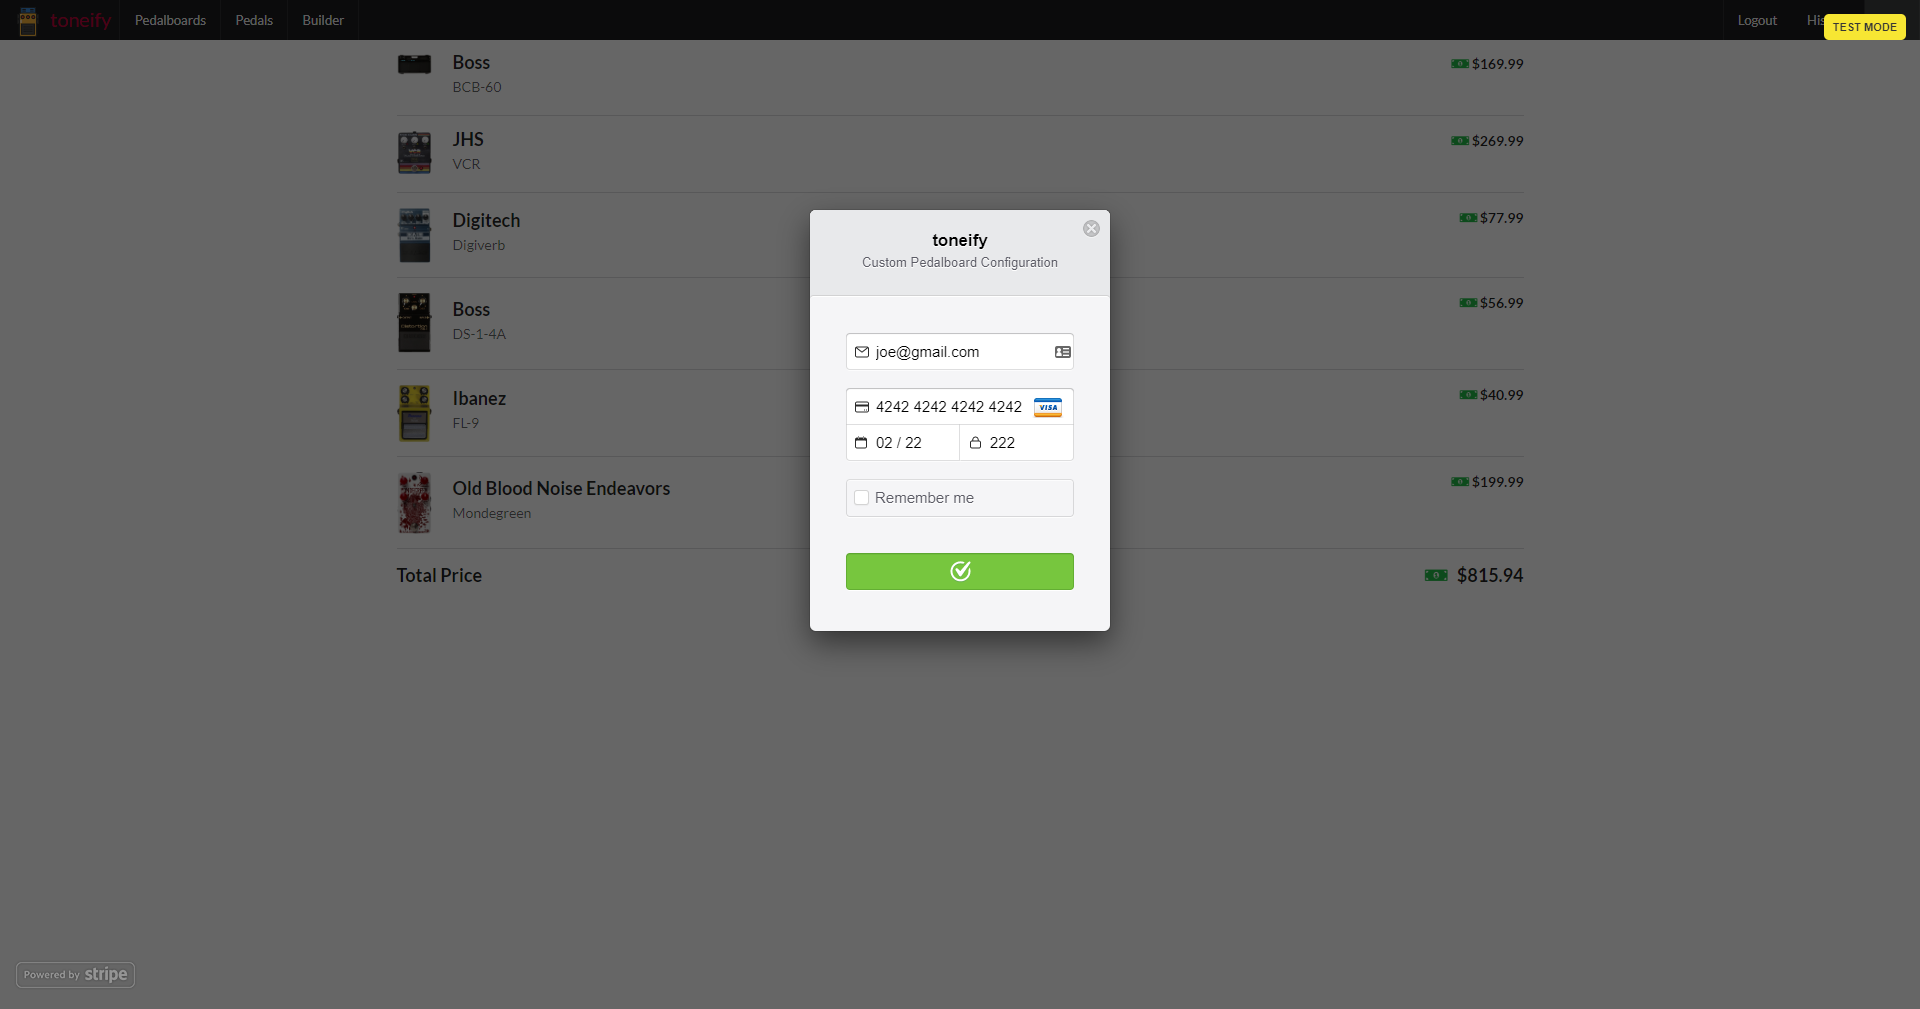 toneify Pedalboards Pedals Builder Logout His TEST MODE
Boss $169.99
BCB-60
JHS $269.99
VCR
Digitech $77.99
Digiverb
Boss $56.99
DS-1-4A
Ibanez $40.99
FL-9
Old Blood Noise Endeavors $199.99
Mondegreen
Total Price $815.94
toneify
Custom Pedalboard Configuration
joe@gmail.com
4242 4242 4242 4242 VISA
02 / 22 222
Remember me
Powered by stripe